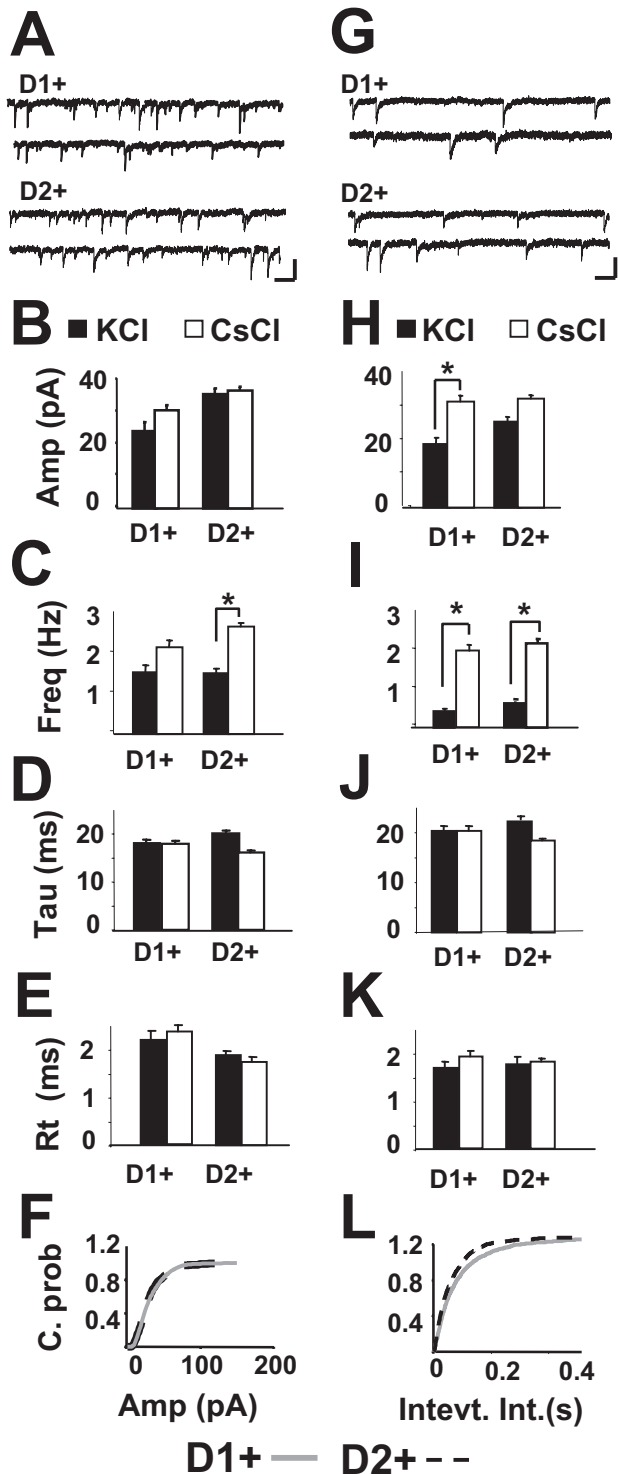 A
D1+
D2+
G
D1+
D2+
B KCl CsCl
Amp (pA)
40
20
0
D1+ D2+
H KCl CsCl
40
20
0
*
D1+ D2+
C
Freq (Hz)
3
2
1
*
D1+ D2+
I
3
2
1
* *
D1+ D2+
D
Tau (ms)
20
10
0
D1+ D2+
J
20
10
0
D1+ D2+
E
Rt (ms)
2
1
0
D1+ D2+
K
2
1
0
D1+ D2+
F
C. prob
1.2
0.8
0.4
0 100 200
Amp (pA)
L
1.2
0.8
0.4
0 0.2 0.4
Intevt. Int.(s)
D1+ D2+